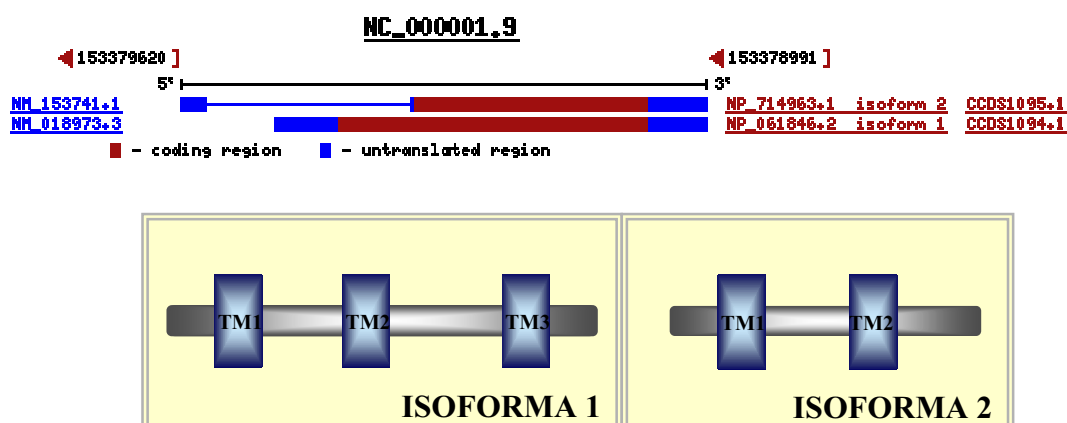 NC_000001.9
153379620 ] 153378991 ]
5' 3'
NM_153741.1 NP_714963.1 isoform 2 CCDS1095.1
NM_018973.3 NP_061846.2 isoform 1 CCDS1094.1
- coding region - untranslated region
TM1 TM2 TM3 TM1 TM2
ISOFORMA 1 ISOFORMA 2